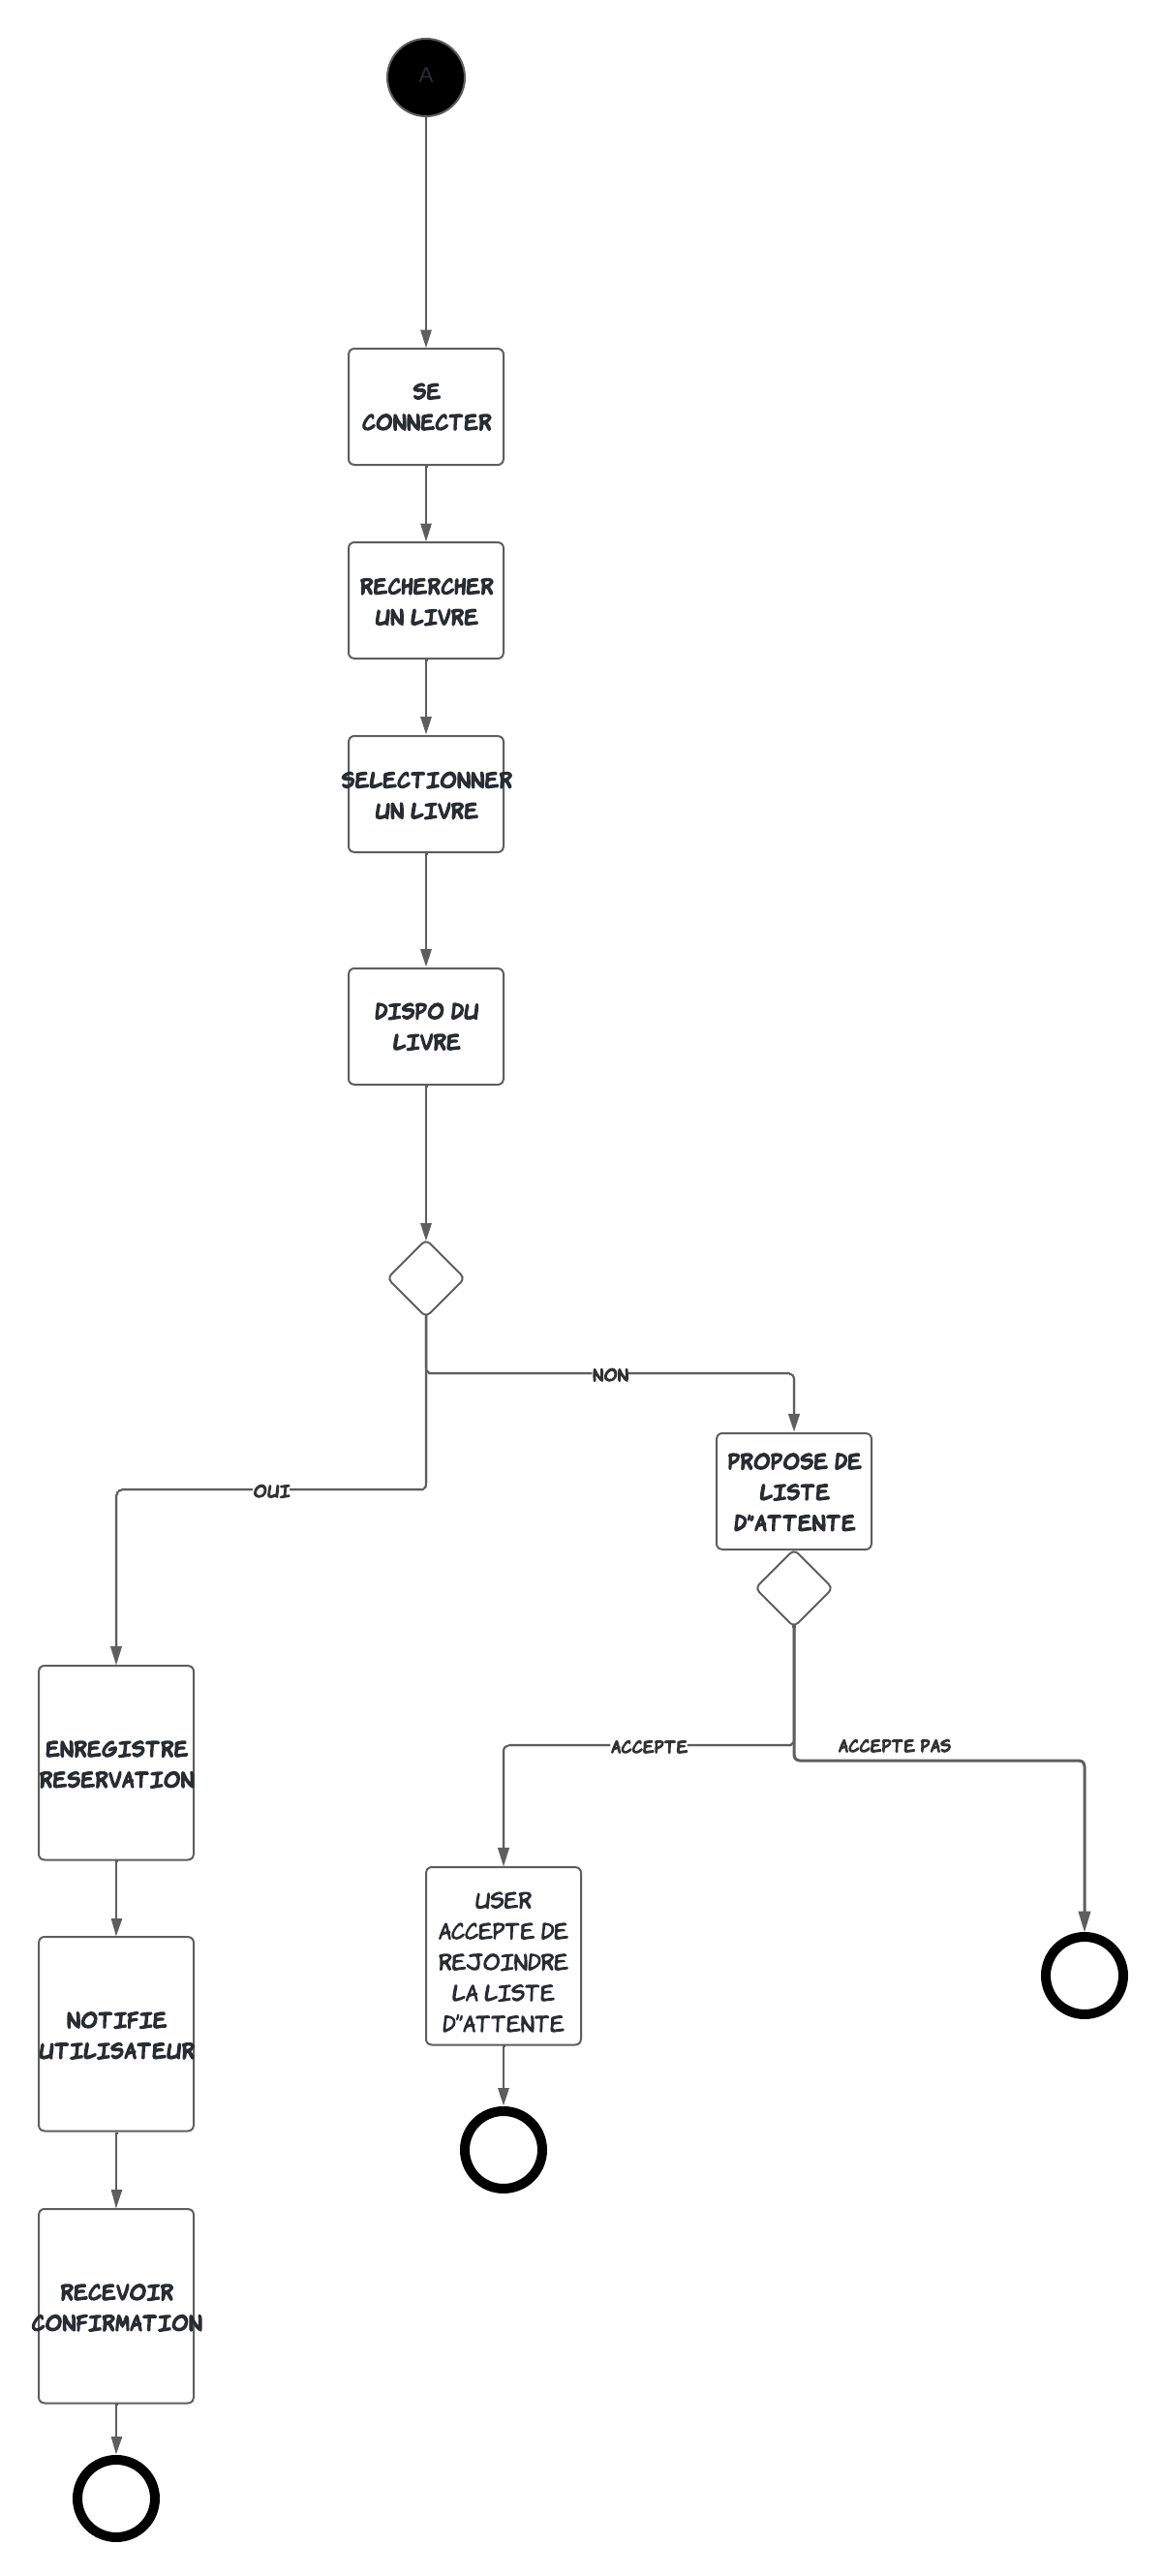 A
SE
CONNECTER
RECHERCHER
UN LIVRE
SELECTIONNER
UN LIVRE
DISPO DU
LIVRE
NON
OUI
PROPOSE DE
LISTE
D"ATTENTE
ACCEPTE
ACCEPTE PAS
ENREGISTRE
RESERVATION
USER
ACCEPTE DE
REJOINDRE
LA LISTE
D"ATTENTE
NOTIFIE
UTILISATEUR
RECEVOIR
CONFIRMATION